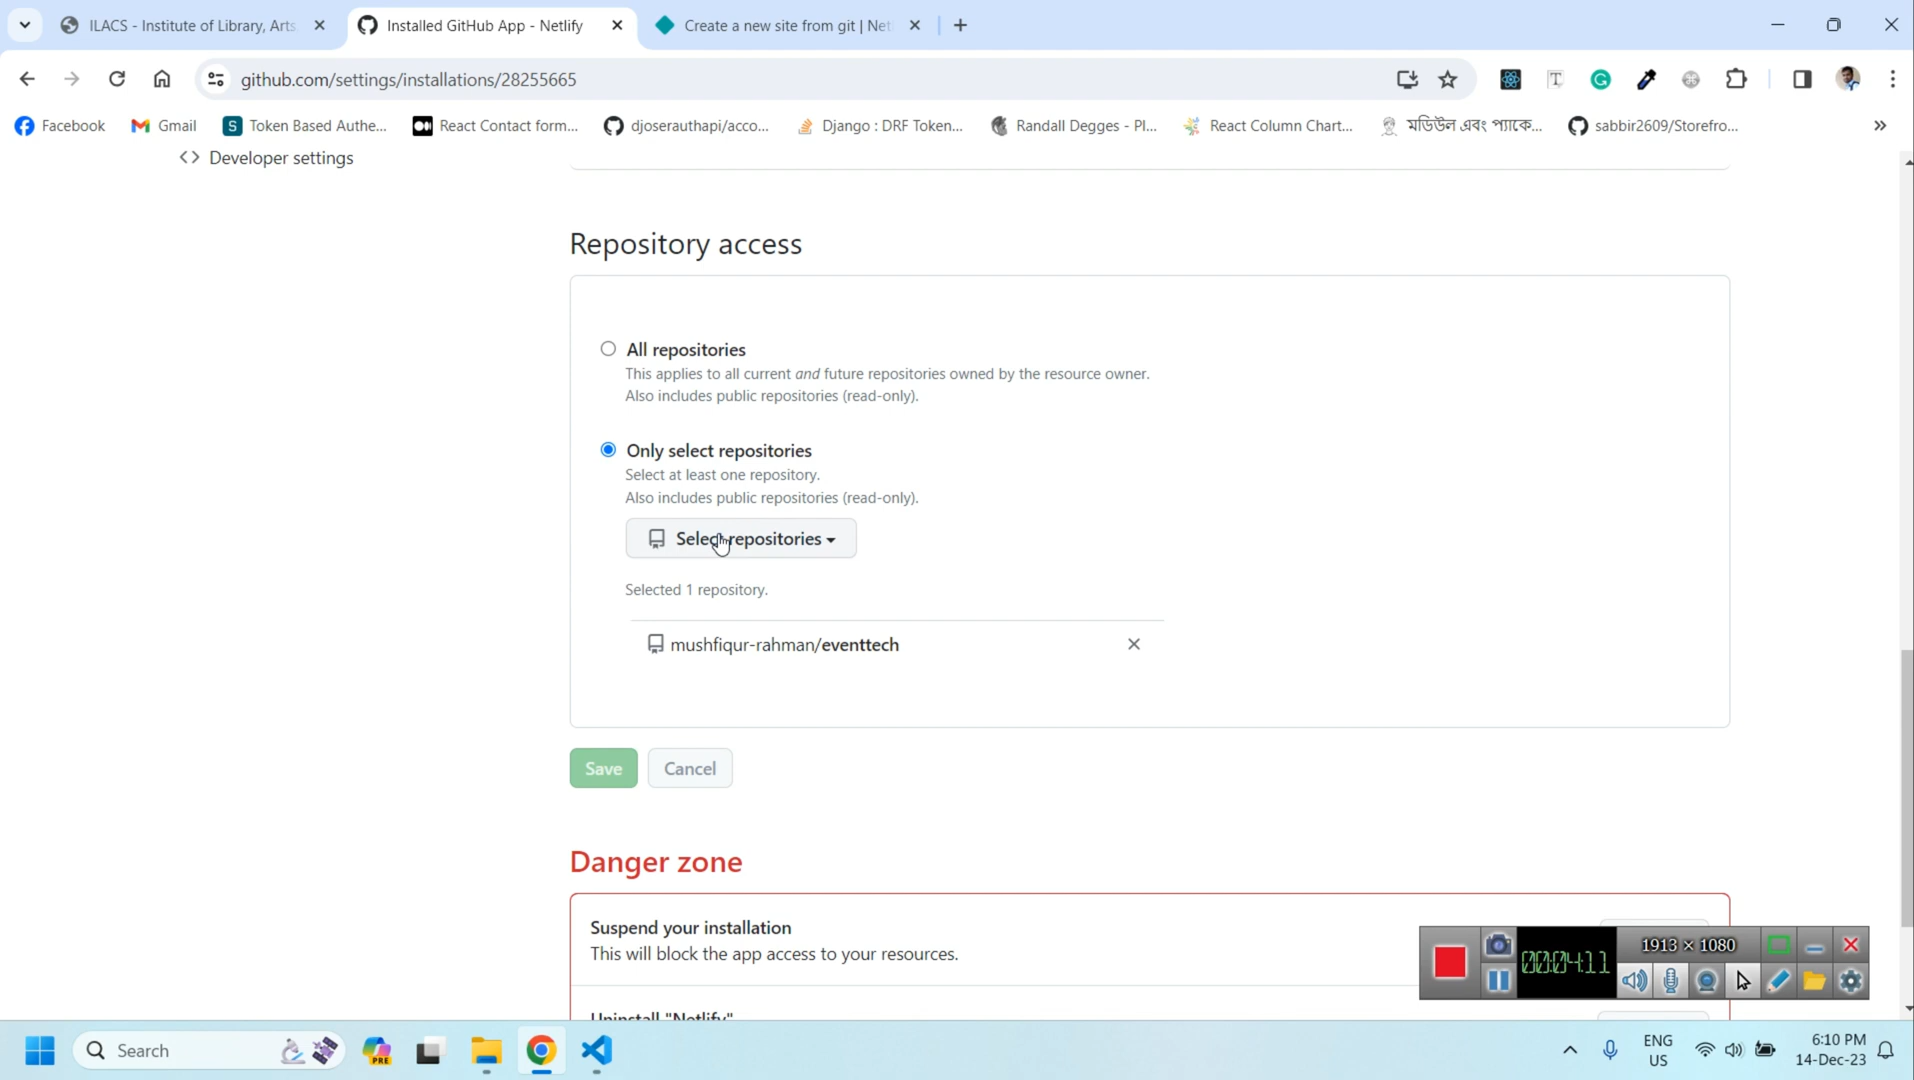 ILACS - Institute of Library, Arts
Installed GitHub App - Netlify
Create a new site from git | Net
github.com/settings/installations/28255665
Facebook
Gmail
Token Based Authe...
React Contact form...
djoserauthapi/acco...
Django : DRF Token...
Randall Degges - Pl...
React Column Chart...
মডিউল এবং প্যাকে...
sabbir2609/Storefro...
Developer settings
Repository access
All repositories
This applies to all current and future repositories owned by the resource owner.
Also includes public repositories (read-only).
Only select repositories
Select at least one repository.
Also includes public repositories (read-only).
Select repositories
Selected 1 repository.
mushfiqur-rahman/eventtech
Save
Cancel
Danger zone
Suspend your installation
This will block the app access to your resources.
Uninstall "Netlify"
1913 × 1080
00:04:11
Search
PRE
ENG
US
6:10 PM
14-Dec-23